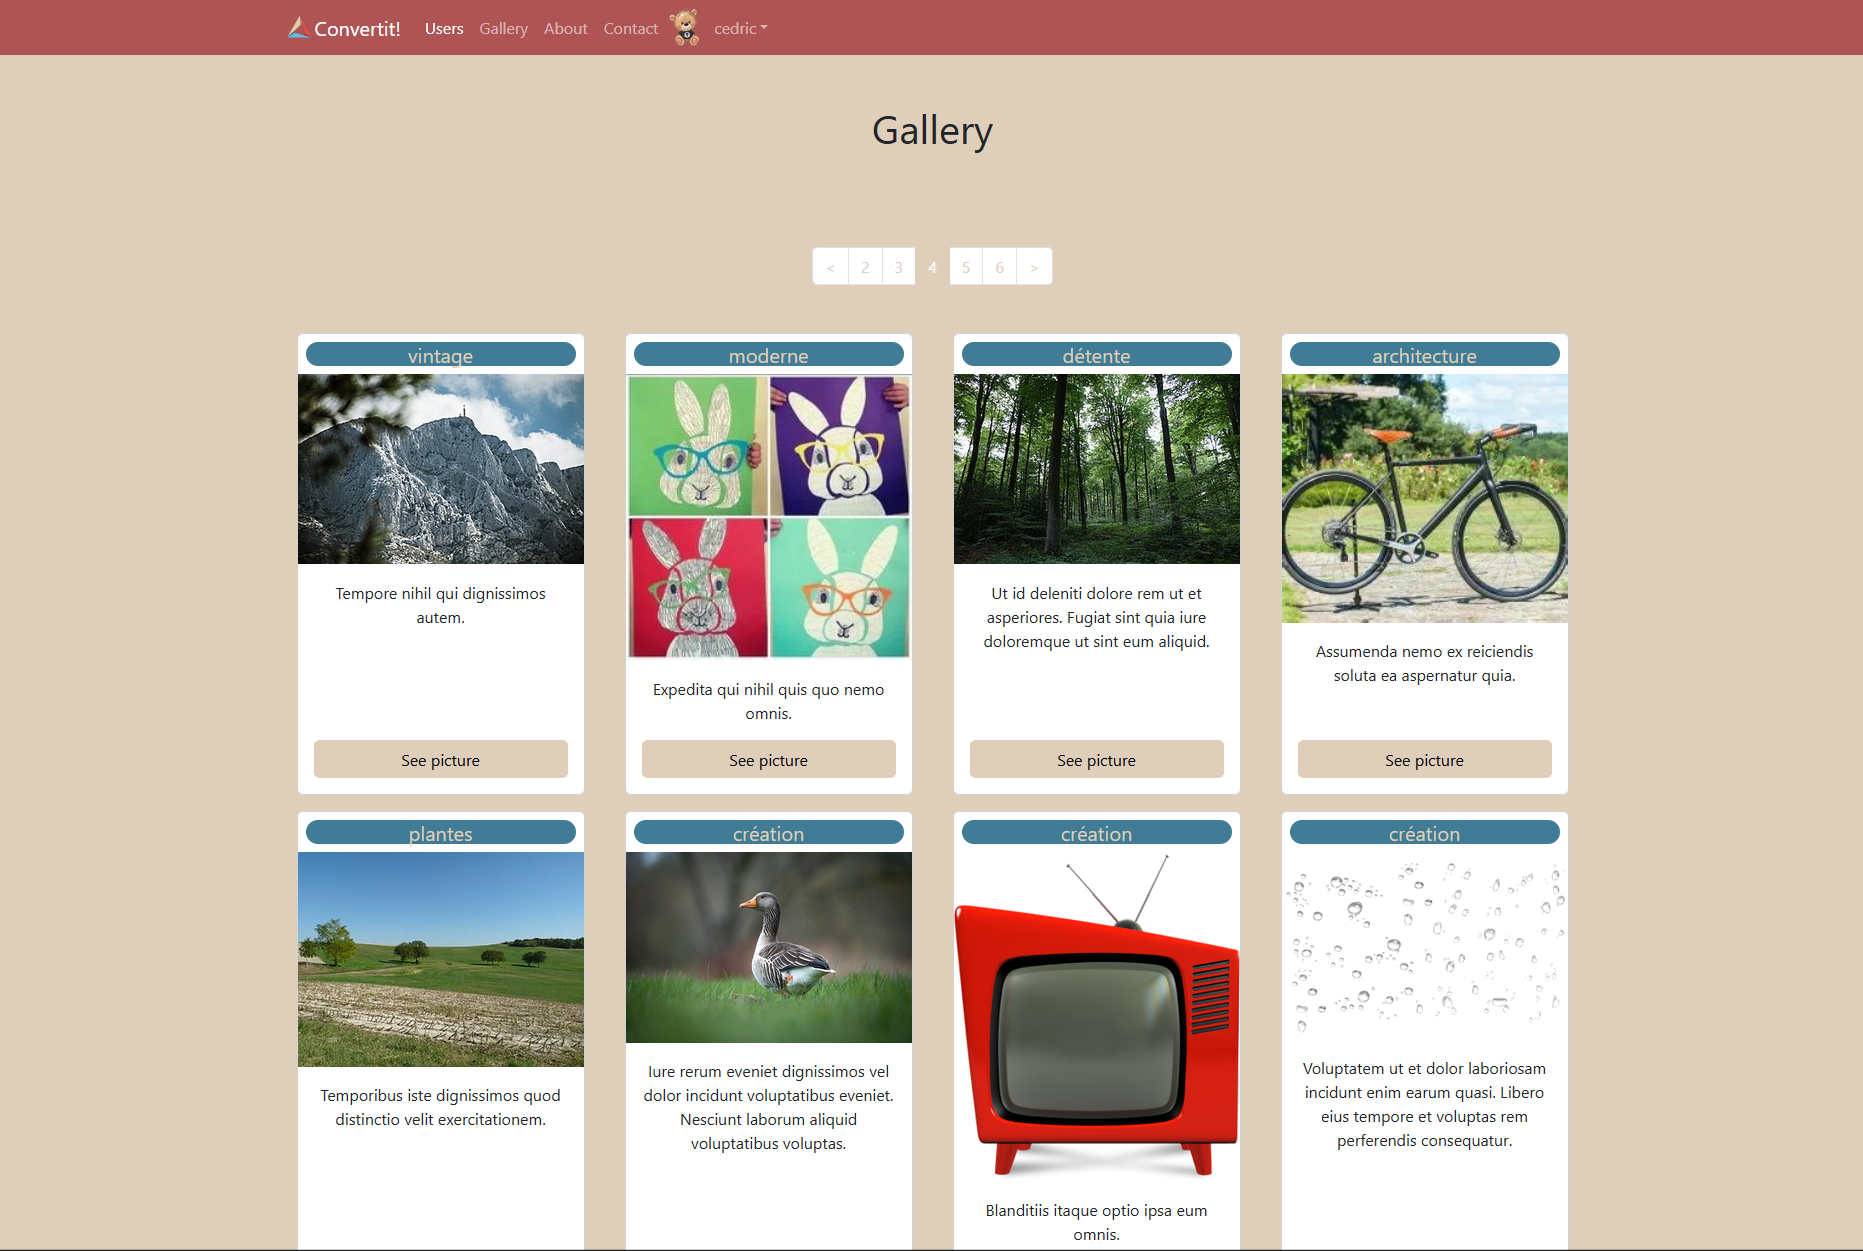 Convertit! Users Gallery About Contact cedric
Gallery
< 2 3 4 5 6 >
vintage
Tempore nihil qui dignissimos
autem.
See picture
moderne
Expedita qui nihil quis quo nemo
omnis.
See picture
détente
Ut id deleniti dolore rem ut et
asperiores. Fugiat sint quia iure
doloremque ut sint eum aliquid.
See picture
architecture
Assumenda nemo ex reiciendis
soluta ea aspernatur quia.
See picture
plantes
Temporibus iste dignissimos quod
distinctio velit exercitationem.
création
Iure rerum eveniet dignissimos vel
dolor incidunt voluptatibus eveniet.
Nesciunt laborum aliquid
voluptatibus voluptas.
création
Blanditiis itaque optio ipsa eum
omnis.
création
Voluptatem ut et dolor laboriosam
incidunt enim earum quasi. Libero
eius tempore et voluptas rem
perferendis consequatur.